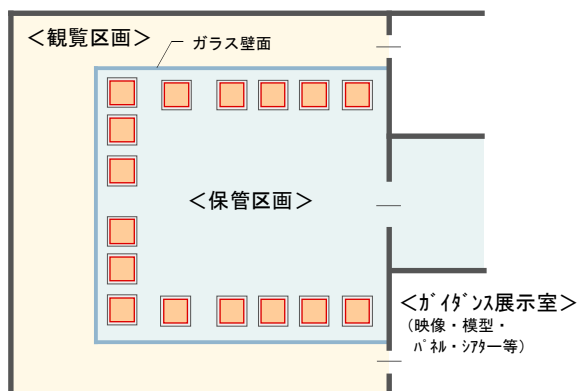 ＜観覧区画＞
ガラス壁面
＜保管区画＞
＜ｶﾞｲﾀﾞﾝｽ展示室＞
（映像・模型・
ﾊﾟﾈﾙ・ｼｱﾀｰ等）